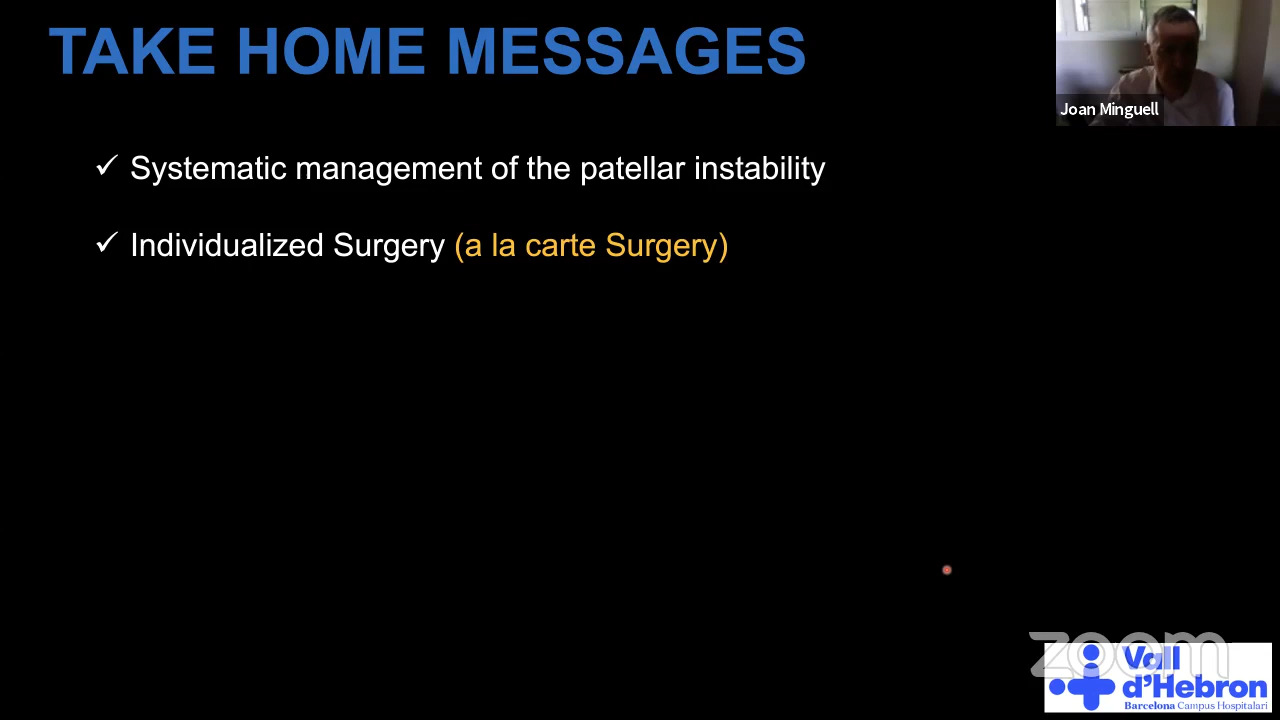 TAKE HOME MESSAGES
Joan Minguell
✓ Systematic management of the patellar instability
✓ Individualized Surgery (a la carte Surgery)
zoom
Vall
d'Hebron
Barcelona Campus Hospitalari